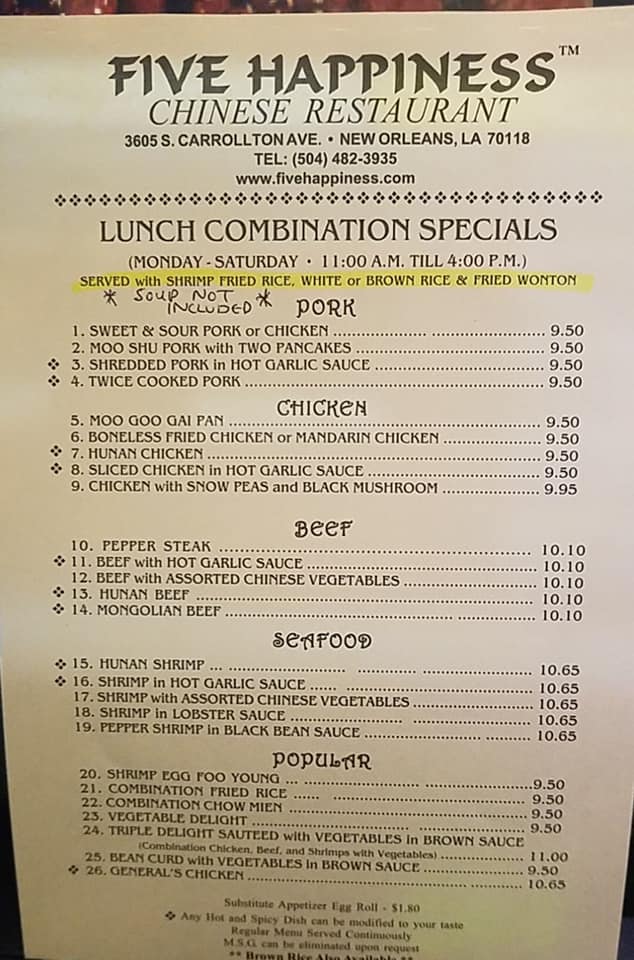 FIVE HAPPINESS™
CHINESE RESTAURANT
3605 S. CARROLLTON AVE. • NEW ORLEANS, LA 70118
TEL: (504) 482-3935
www.fivehappiness.com
LUNCH COMBINATION SPECIALS
(MONDAY - SATURDAY • 11:00 A.M. TILL 4:00 P.M.)
SERVED with SHRIMP FRIED RICE, WHITE or BROWN RICE & FRIED WONTON
* SOUP NOT INCLUDED *
PORK
1. SWEET & SOUR PORK or CHICKEN ........ 9.50
2. MOO SHU PORK with TWO PANCAKES ........ 9.50
❖ 3. SHREDDED PORK in HOT GARLIC SAUCE ........ 9.50
❖ 4. TWICE COOKED PORK ........ 9.50
CHICKEN
5. MOO GOO GAI PAN ........ 9.50
6. BONELESS FRIED CHICKEN or MANDARIN CHICKEN ........ 9.50
❖ 7. HUNAN CHICKEN ........ 9.50
❖ 8. SLICED CHICKEN in HOT GARLIC SAUCE ........ 9.50
9. CHICKEN with SNOW PEAS and BLACK MUSHROOM ........ 9.95
BEEF
10. PEPPER STEAK ........ 10.10
❖ 11. BEEF with HOT GARLIC SAUCE ........ 10.10
12. BEEF with ASSORTED CHINESE VEGETABLES ........ 10.10
❖ 13. HUNAN BEEF ........ 10.10
❖ 14. MONGOLIAN BEEF ........ 10.10
SEAFOOD
❖ 15. HUNAN SHRIMP ........ 10.65
❖ 16. SHRIMP in HOT GARLIC SAUCE ........ 10.65
17. SHRIMP with ASSORTED CHINESE VEGETABLES ........ 10.65
18. SHRIMP in LOBSTER SAUCE ........ 10.65
19. PEPPER SHRIMP in BLACK BEAN SAUCE ........ 10.65
POPULAR
20. SHRIMP EGG FOO YOUNG ........ 9.50
21. COMBINATION FRIED RICE ........ 9.50
22. COMBINATION CHOW MIEN ........ 9.50
23. VEGETABLE DELIGHT ........ 9.50
24. TRIPLE DELIGHT SAUTEED with VEGETABLES in BROWN SAUCE
(Combination Chicken, Beef, and Shrimps with Vegetables) ........ 11.00
25. BEAN CURD with VEGETABLES in BROWN SAUCE ........ 9.50
❖ 26. GENERAL'S CHICKEN ........ 10.65
Substitute Appetizer Egg Roll - $1.80
❖ Any Hot and Spicy Dish can be modified to your taste
Regular Menu Served Continuously
M.S.G. can be eliminated upon request
** Brown Rice Also Available **